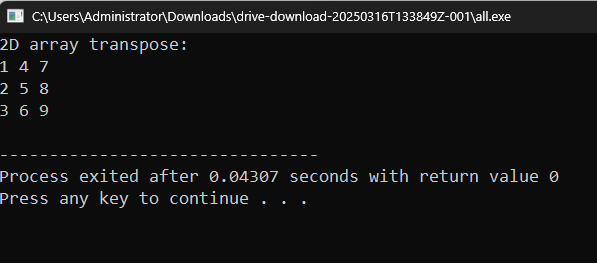 C:\Users\Administrator\Downloads\drive-download-20250316T133849Z-001\all.exe
2D array transpose:
1 4 7
2 5 8
3 6 9
--------------------------------
Process exited after 0.04307 seconds with return value 0
Press any key to continue . . .